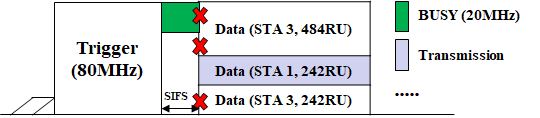 Trigger
(80MHz)
SIFS
Data (STA 3, 484RU)
Data (STA 1, 242RU)
Data (STA 3, 242RU)
BUSY (20MHz)
Transmission
.....